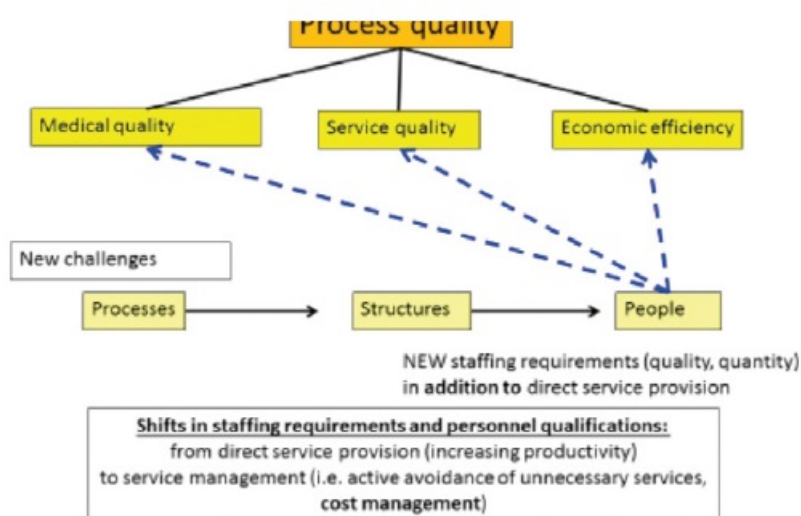 Process quality
Medical quality
Service quality
Economic efficiency
New challenges
Processes
Structures
People
NEW staffing requirements (quality, quantity)
in addition to direct service provision
Shifts in staffing requirements and personnel qualifications:
from direct service provision (increasing productivity)
to service management (i.e. active avoidance of unnecessary services,
cost management)